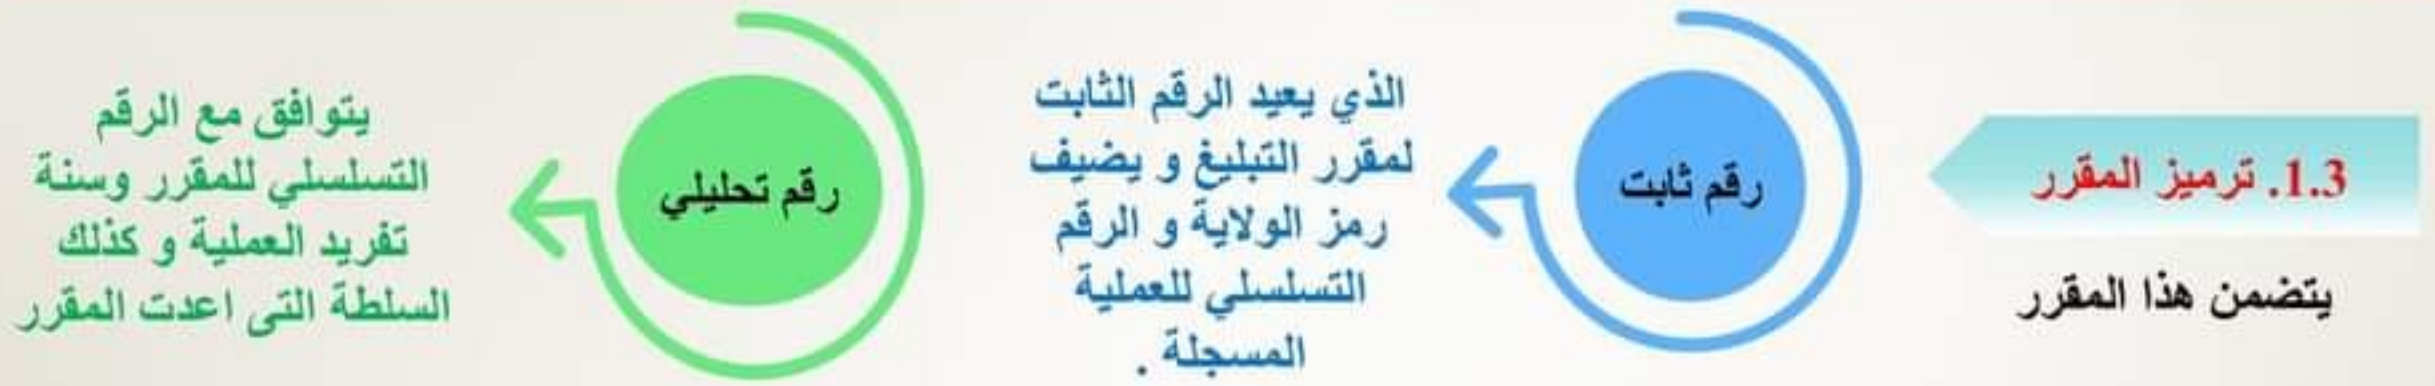 1.3. ترميز المقرر
يتضمن هذا المقرر
رقم ثابت
الذي يعيد الرقم الثابت
لمقرر التبليغ و يضيف
رمز الولاية و الرقم
التسلسلي للعملية
المسجلة .
رقم تحليلي
يتوافق مع الرقم
التسلسلي للمقرر وسنة
تفريد العملية و كذلك
السلطة التى اعدت المقرر